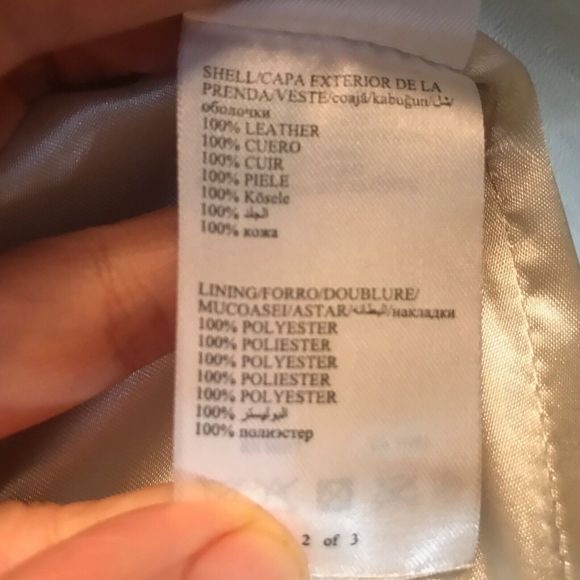 SHELL/CAPA EXTERIOR DE LA
PRENDA/VESTE/coajă/kabuğun/شل/
оболочки
100% LEATHER
100% CUERO
100% CUIR
100% PIELE
100% Kösele
100% الجلد
100% кожа
LINING/FORRO/DOUBLURE/
MUCOASEI/ASTAR/البطانه/накладки
100% POLYESTER
100% POLIESTER
100% POLYESTER
100% POLIESTER
100% POLYESTER
100% البوليستر
100% полиэстер
2 of 3